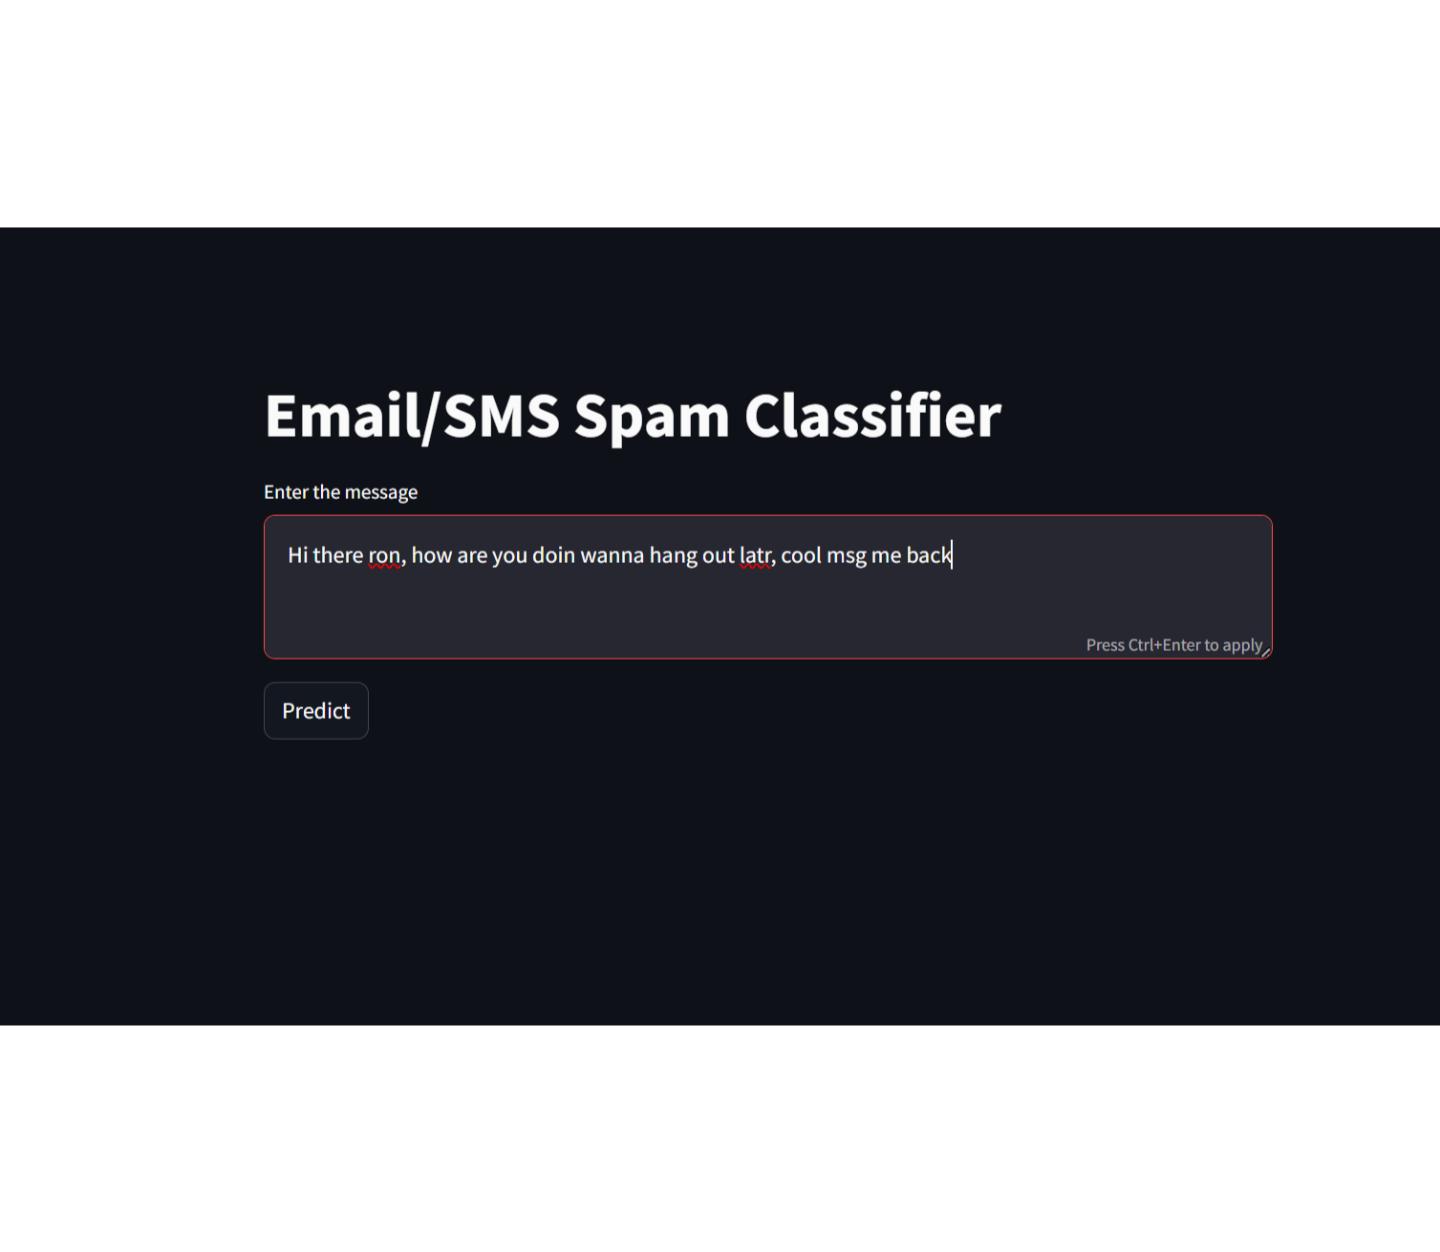 Email/SMS Spam Classifier
Enter the message
Hi there ron, how are you doin wanna hang out latr, cool msg me back
Press Ctrl+Enter to apply
Predict